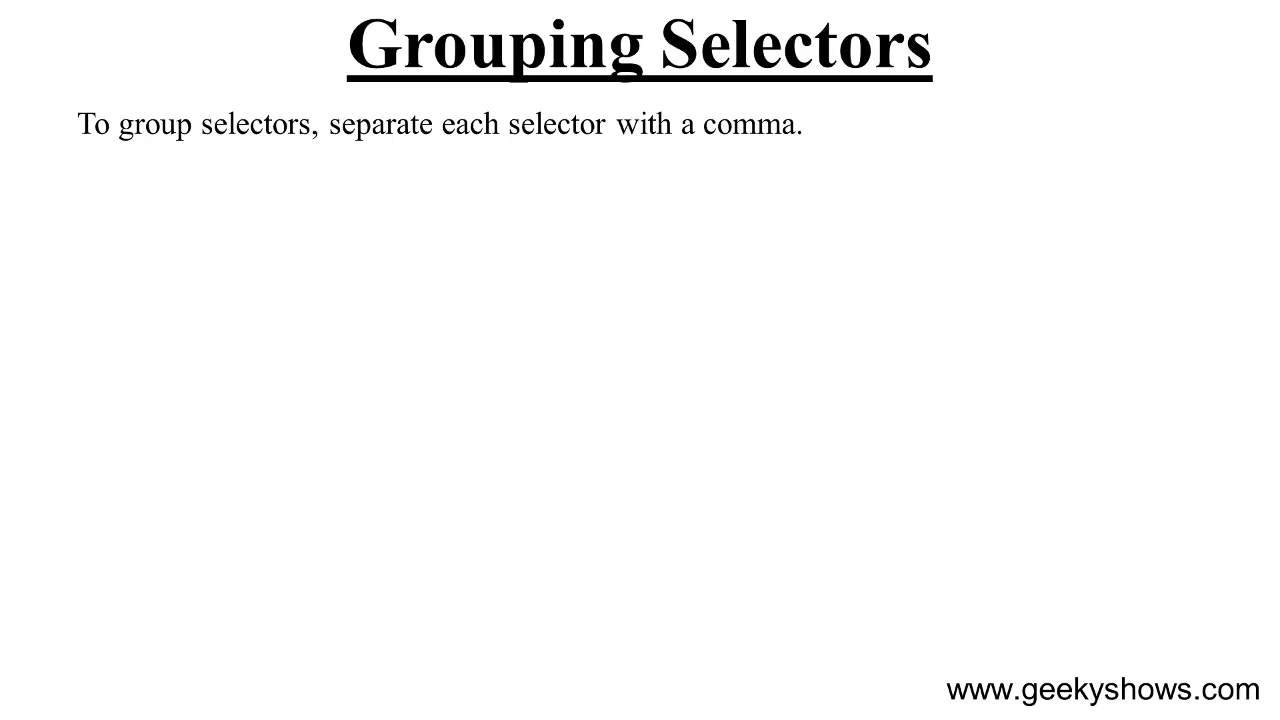 Grouping Selectors
To group selectors, separate each selector with a comma.
www.geekyshows.com